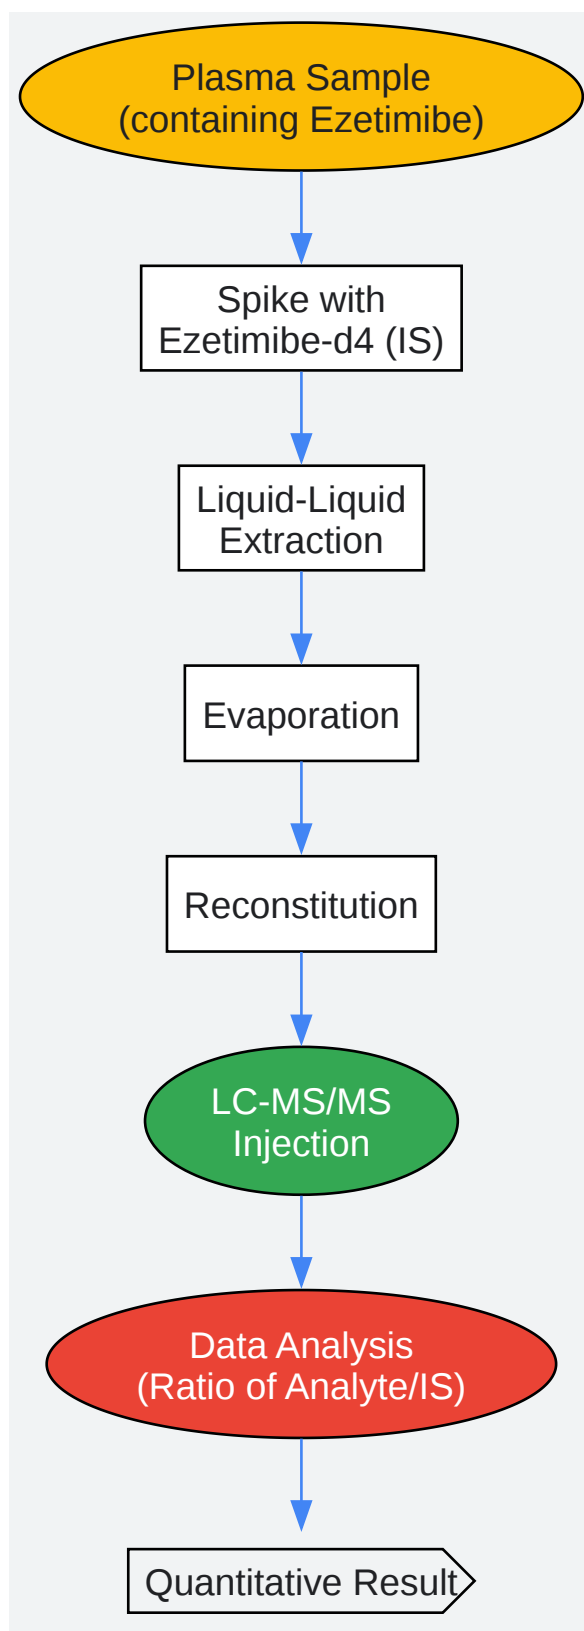 Plasma Sample
(containing Ezetimibe)
Spike with
Ezetimibe-d4 (IS)
Liquid-Liquid
Extraction
Evaporation
Reconstitution
LC-MS/MS
Injection
Data Analysis
(Ratio of Analyte/IS)
Quantitative Result